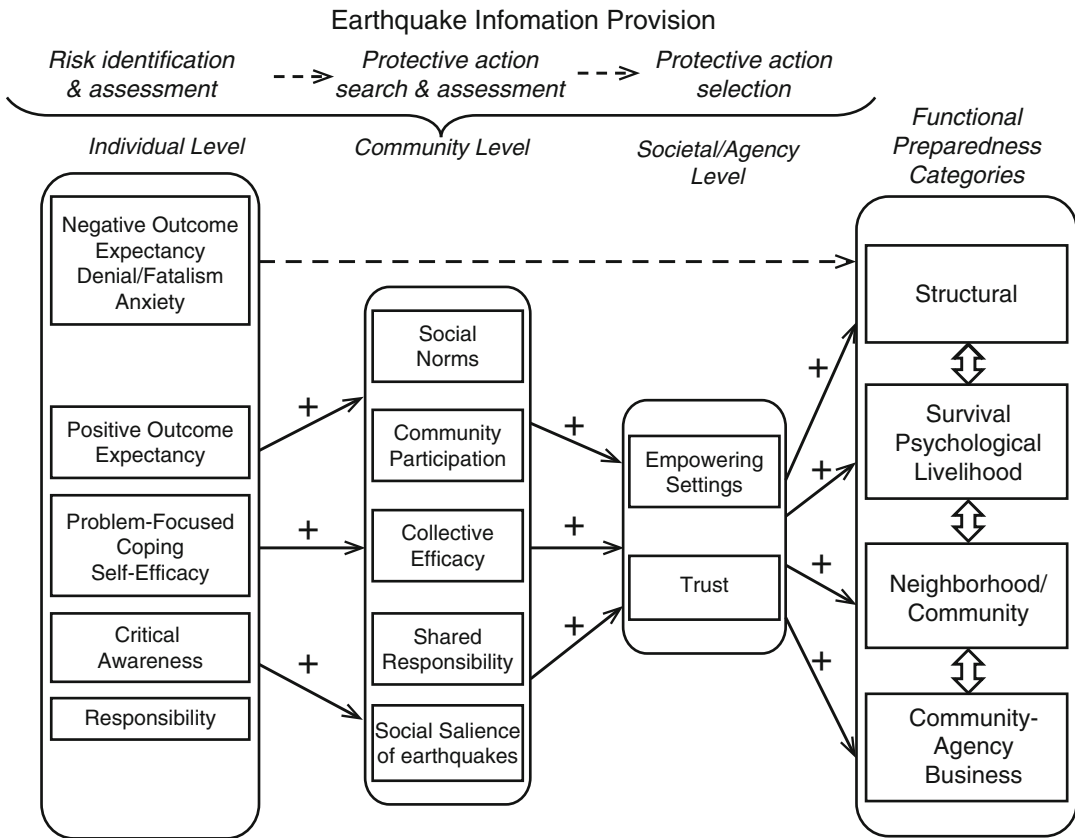 Earthquake Infomation Provision
Risk identification
& assessment
Protective action
search & assessment
Protective action
selection
Individual Level
Community Level
Societal/Agency
Level
Functional
Preparedness
Categories
Negative Outcome
Expectancy
Denial/Fatalism
Anxiety
Positive Outcome
Expectancy
Problem-Focused
Coping
Self-Efficacy
Critical
Awareness
Responsibility
+
+
+
Social
Norms
Community
Participation
Collective
Efficacy
Shared
Responsibility
Social Salience
of earthquakes
+
+
+
Empowering
Settings
Trust
+
+
+
+
Structural
Survival
Psychological
Livelihood
Neighborhood/
Community
Community-
Agency
Business